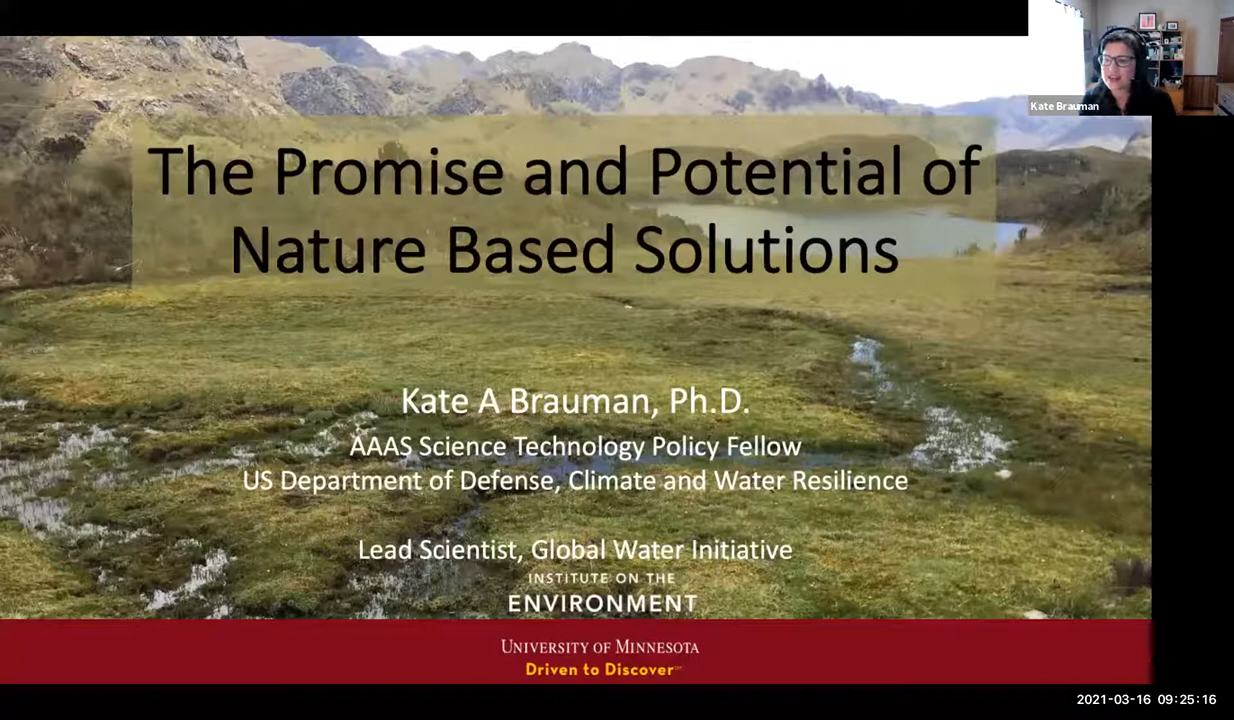 Kate Brauman
The Promise and Potential of
Nature Based Solutions
Kate A Brauman, Ph.D.
AAAS Science Technology Policy Fellow
US Department of Defense, Climate and Water Resilience
Lead Scientist, Global Water Initiative
INSTITUTE ON THE
ENVIRONMENT
UNIVERSITY OF MINNESOTA
Driven to Discover
2021-03-16 09:25:16